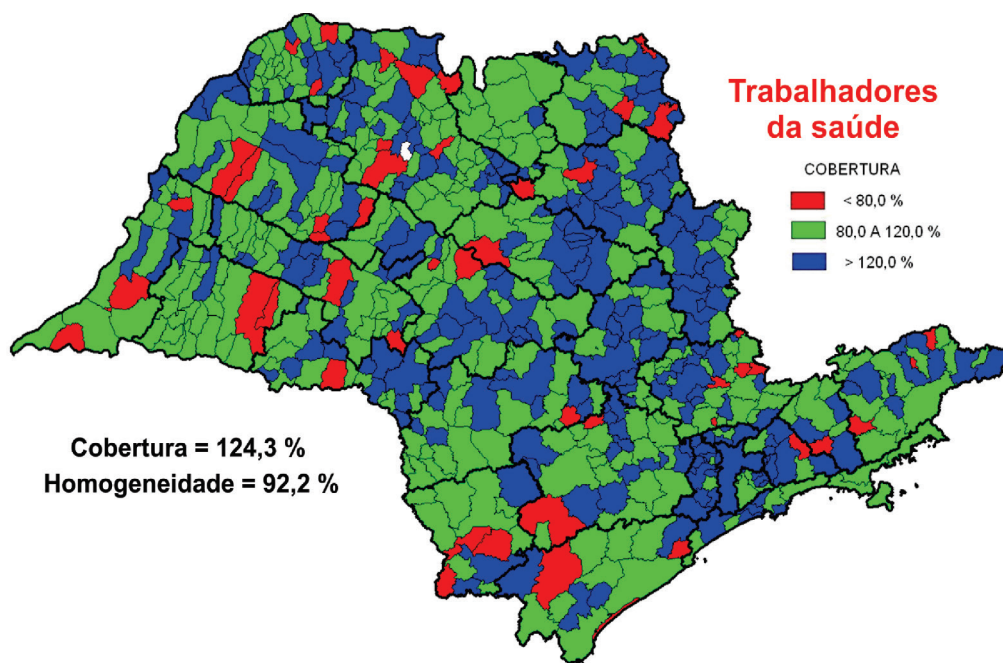 Trabalhadores
da saúde
COBERTURA
< 80,0 %
80,0 A 120,0 %
> 120,0 %
Cobertura = 124,3 %
Homogeneidade = 92,2 %